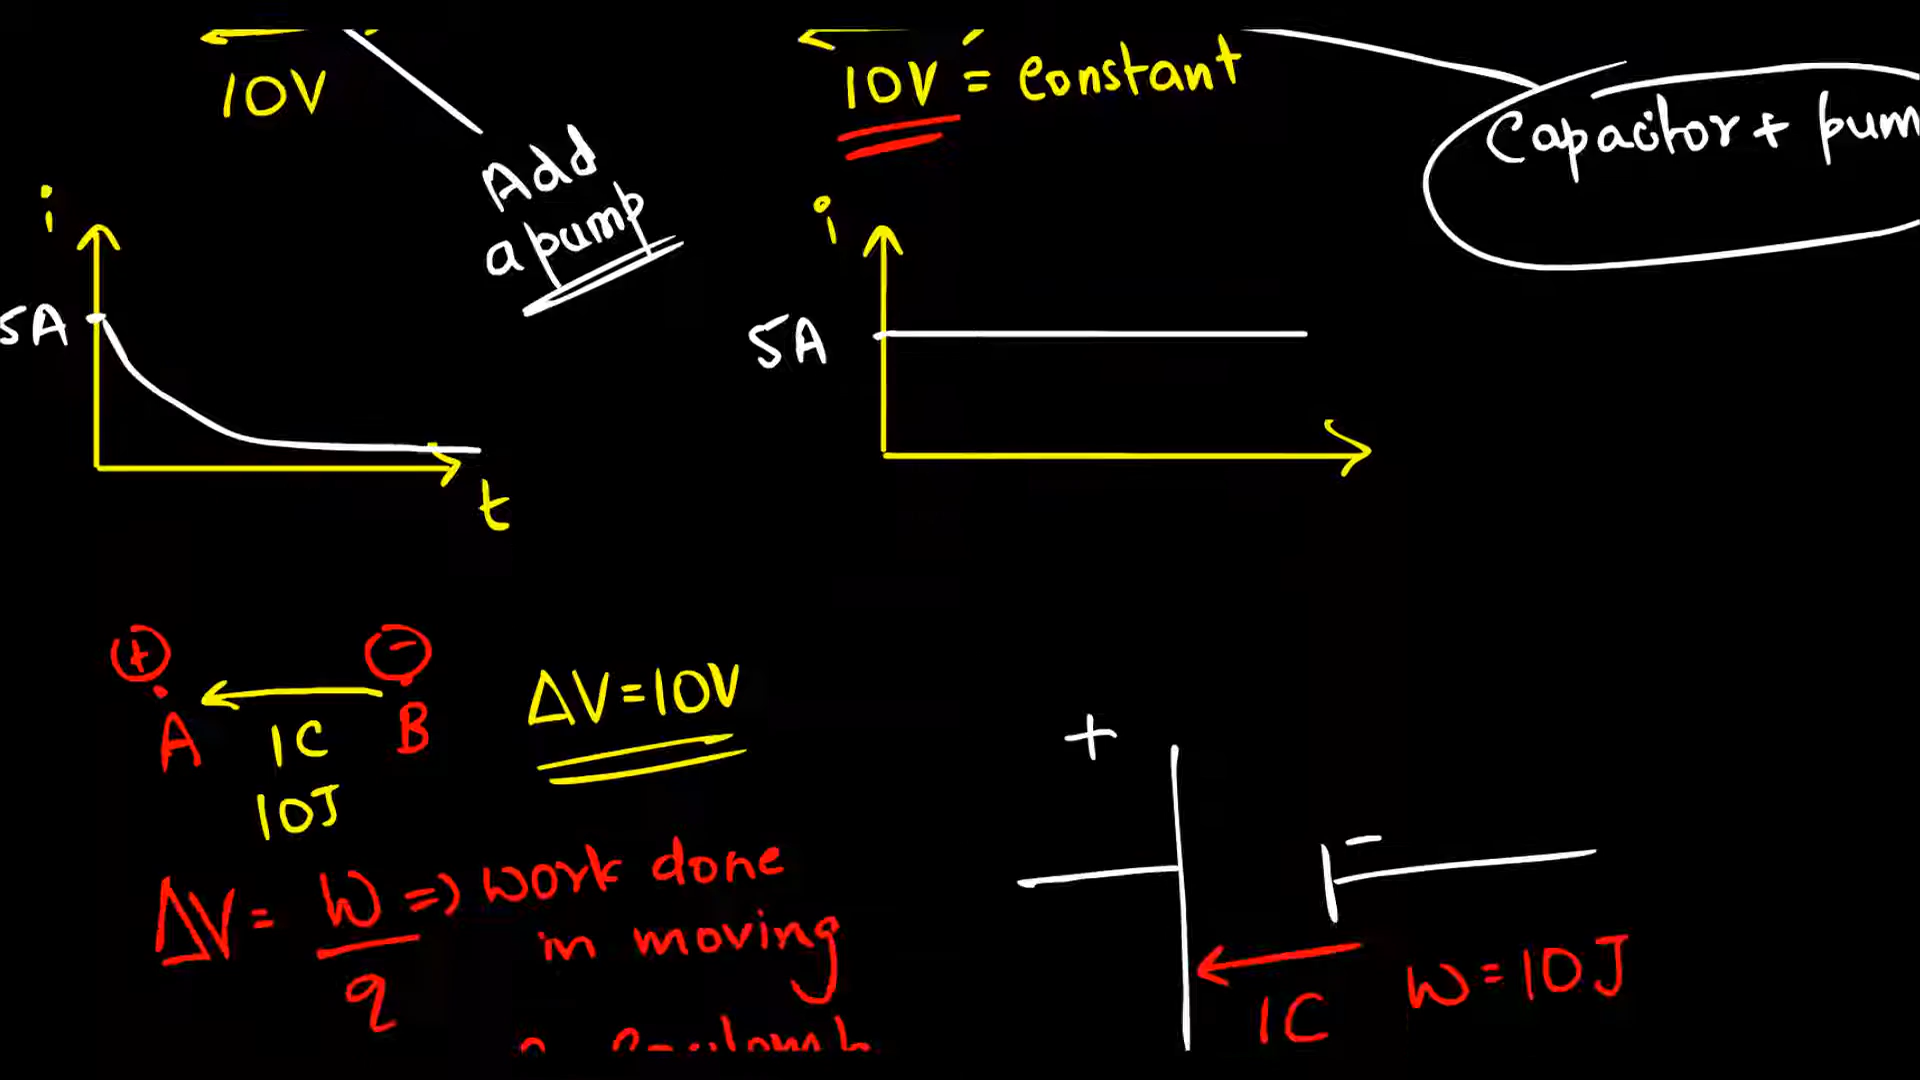 10V
10V = Constant
Capacitor +
Add
a pump
i
5A
t
i
5A
+
-
A
B
1C
10J
ΔV=10V
ΔV = W/q => work done
in moving
+
-
1C
W=10J